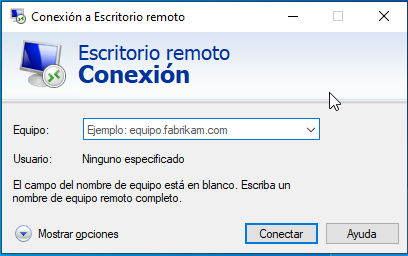 Conexión a Escritorio remoto
Escritorio remoto
Conexión
Equipo:
Ejemplo: equipo.fabrikam.com
Usuario:
Ninguno especificado
El campo del nombre de equipo está en blanco. Escriba un
nombre de equipo remoto completo.
Mostrar opciones
Conectar
Ayuda